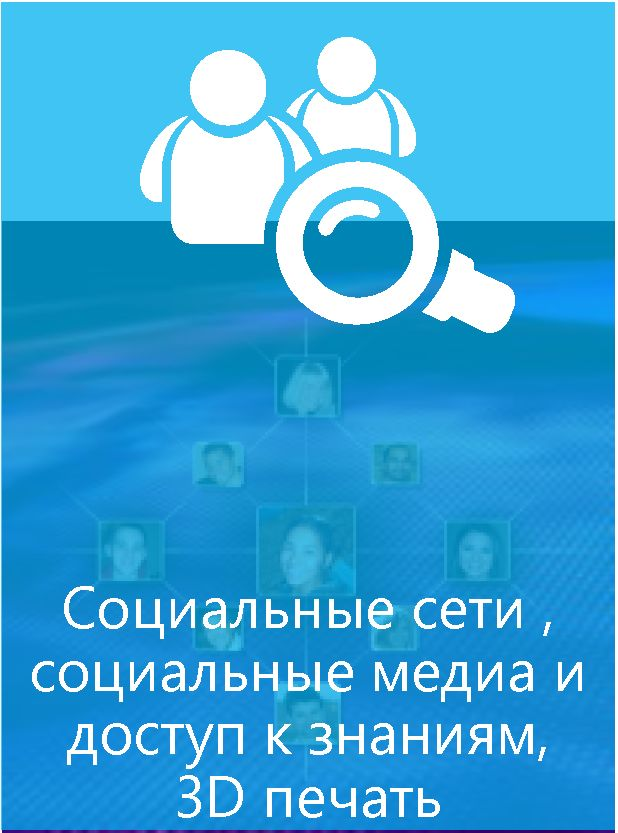 Социальные сети ,
социальные медиа и
доступ к знаниям,
3D печать